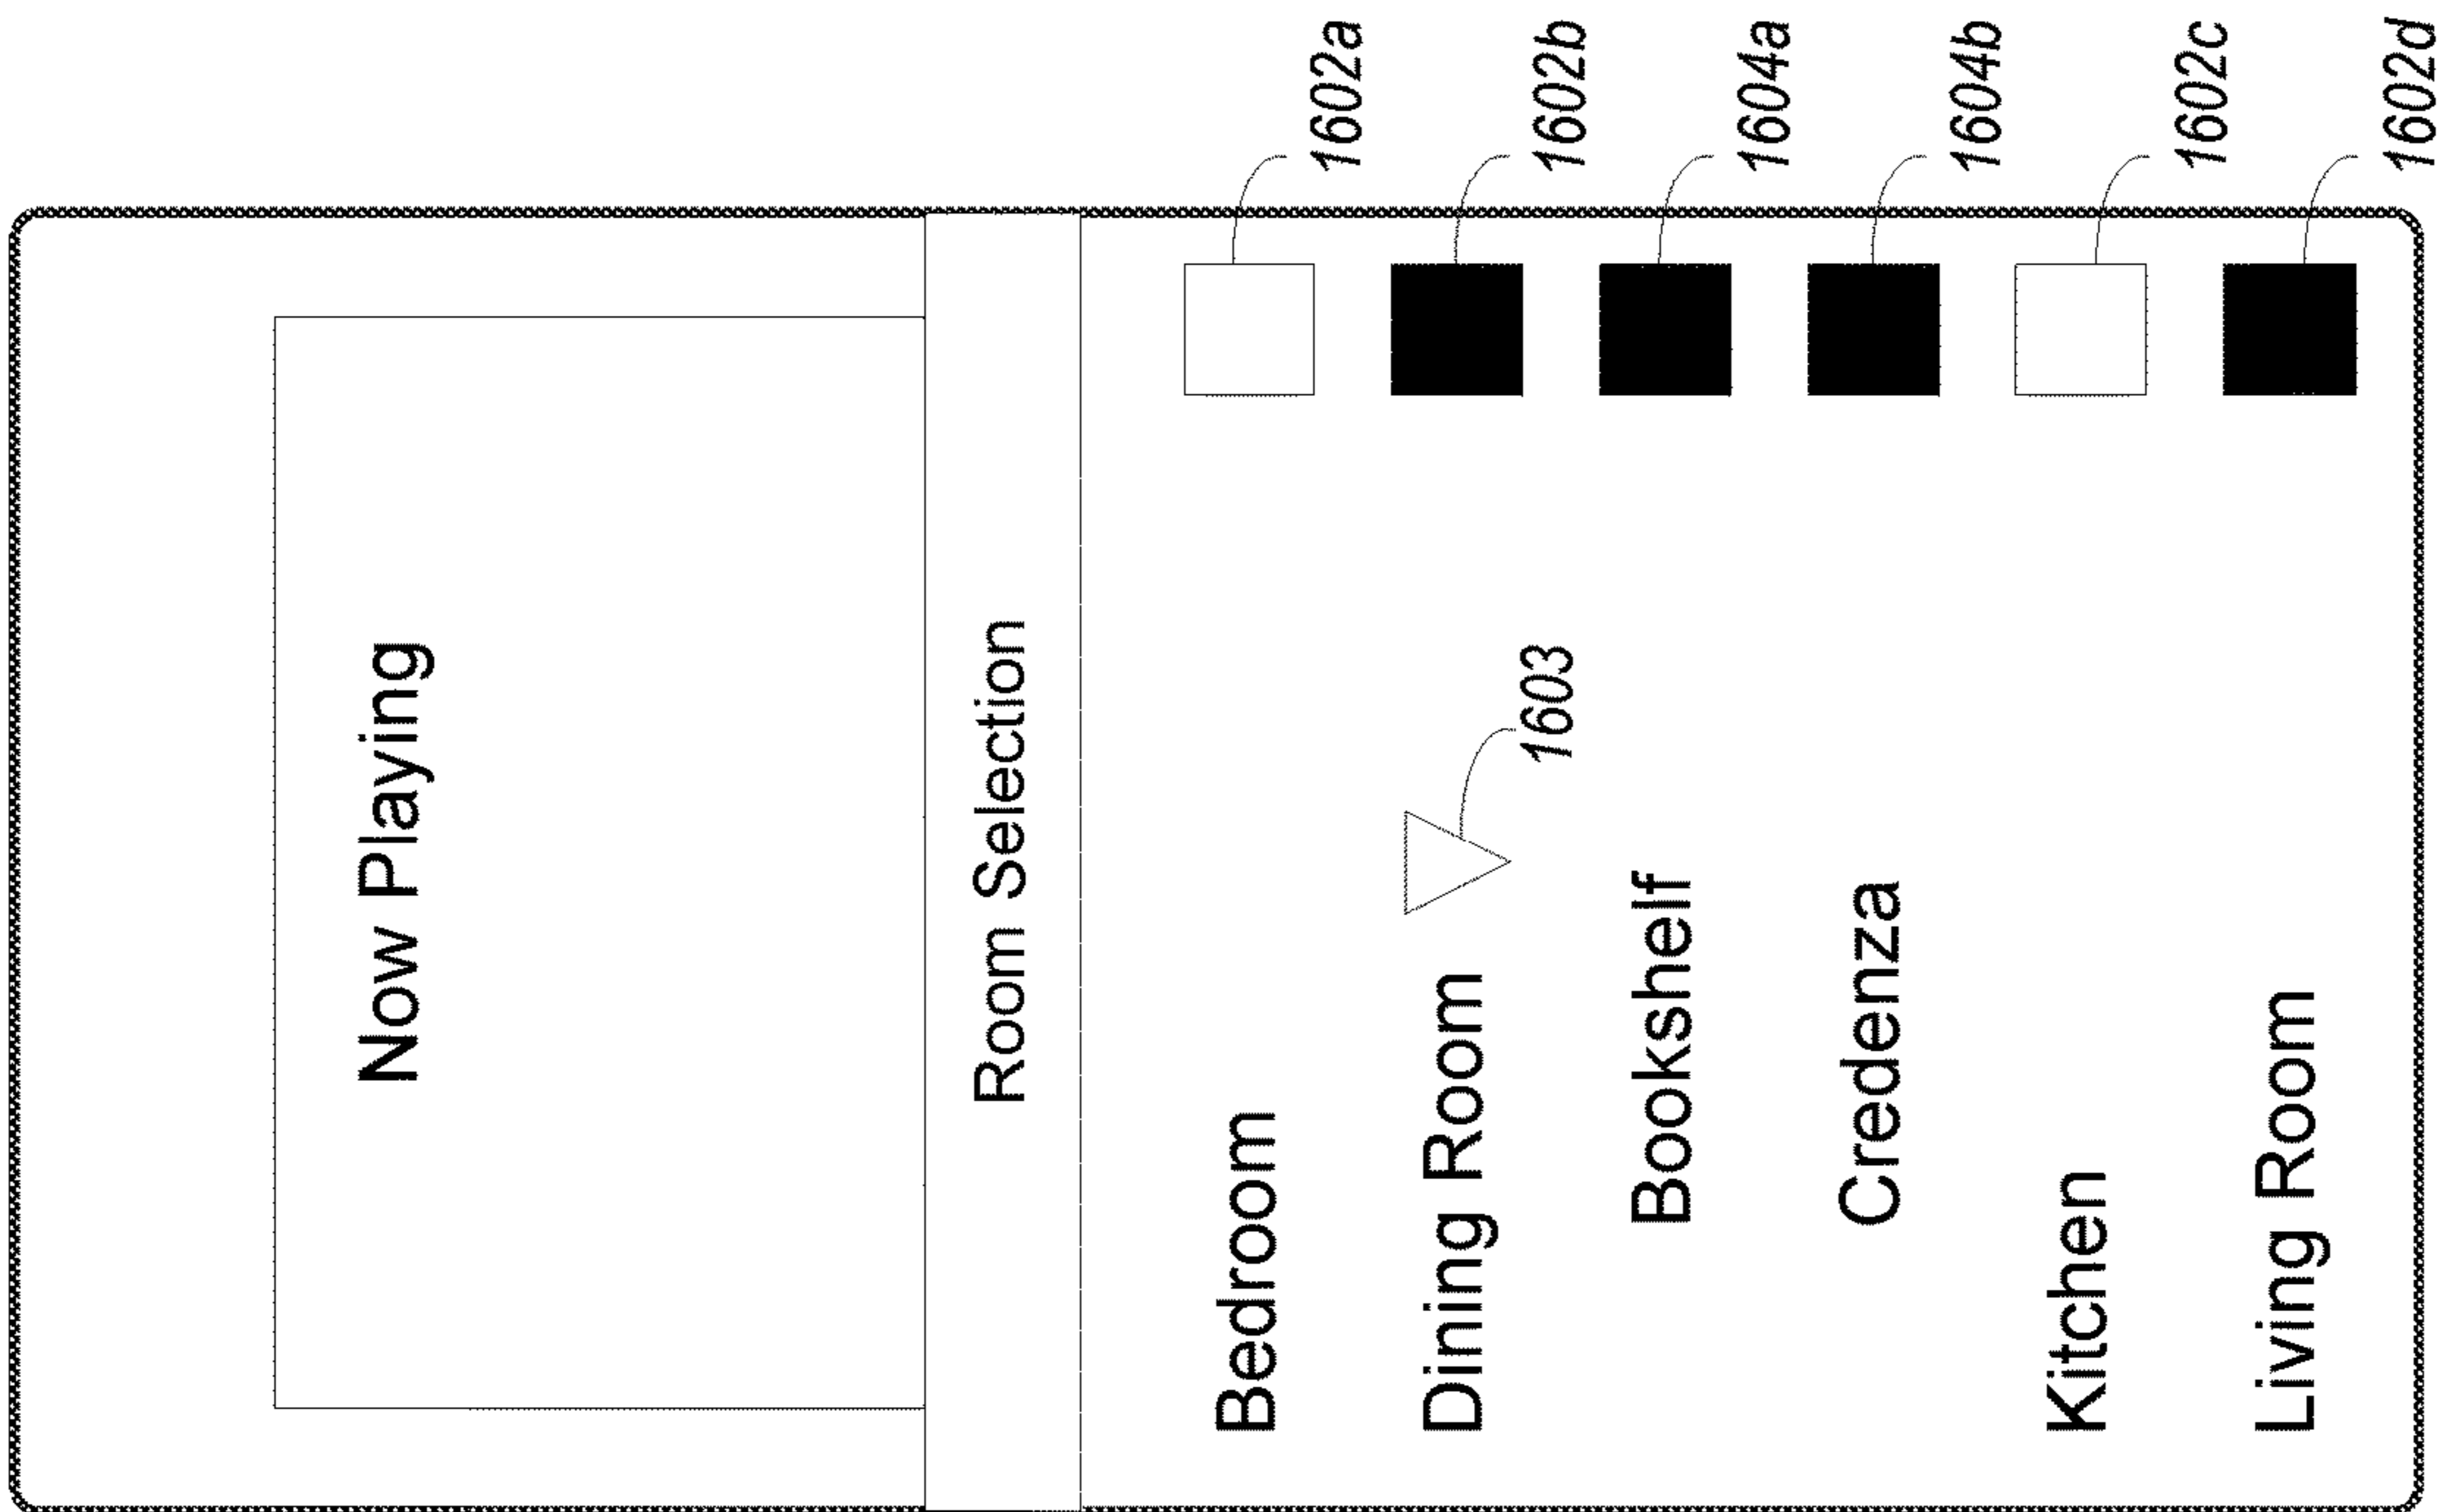 Now Playing
Room Selection
Bedroom 1602a
Dining Room 1603 1602b
Bookshelf 1604a
Credenza 1604b
Kitchen 1602c
Living Room 1602d